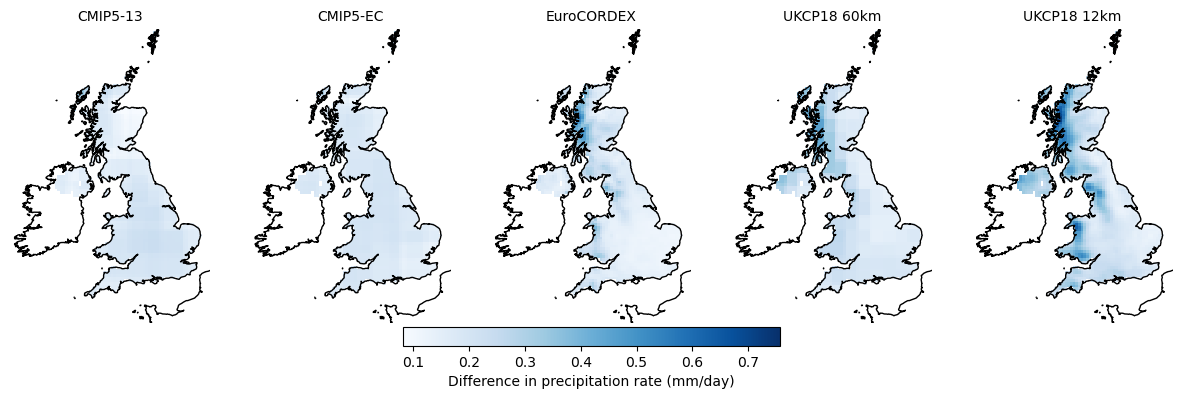 CMIP5-13
CMIP5-EC
EuroCORDEX
UKCP18 60km
UKCP18 12km
0.1 0.2 0.3 0.4 0.5 0.6 0.7
Difference in precipitation rate (mm/day)